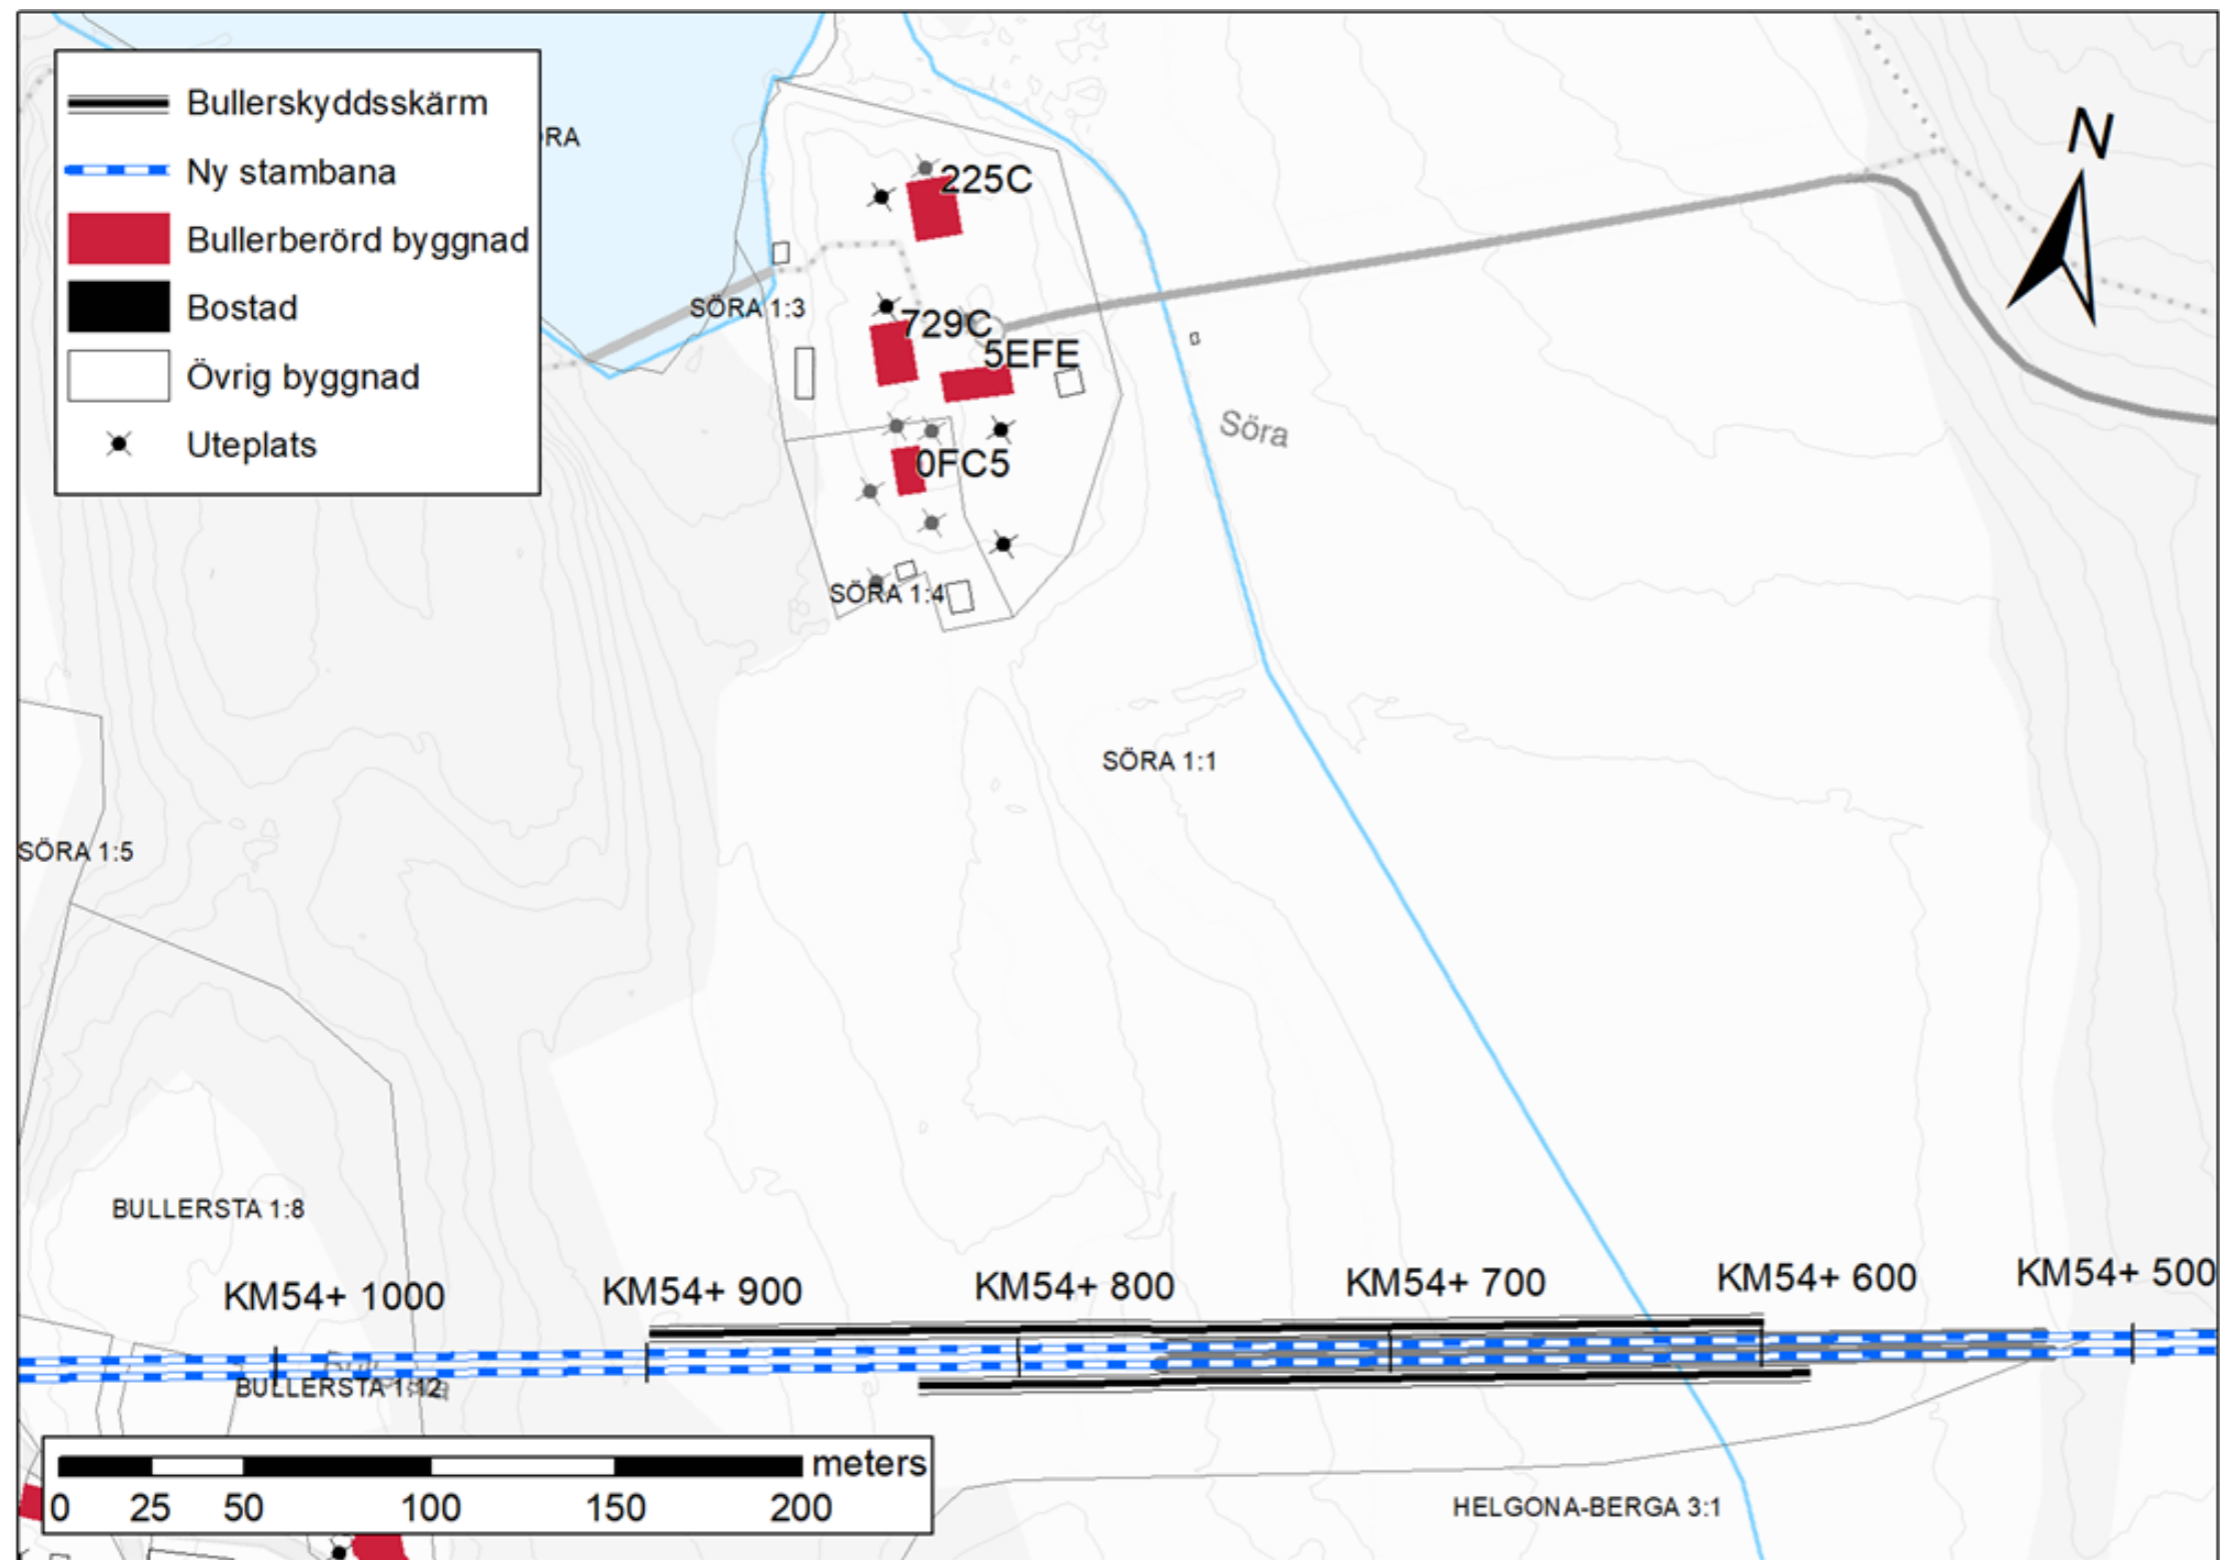 Bullerskyddsskärm
Ny stambana
Bullerberörd byggnad
Bostad
Övrig byggnad
Uteplats
ÖRA
N
225C
SÖRA 1:3
729C
5EFE
Söra
0FC5
SÖRA 1:4
SÖRA 1:1
SÖRA 1:5
BULLERSTA 1:8
KM54+ 1000
KM54+ 900
KM54+ 800
KM54+ 700
KM54+ 600
KM54+ 500
BULLERSTA 1:12
meters
0 25 50 100 150 200
HELGONA-BERGA 3:1